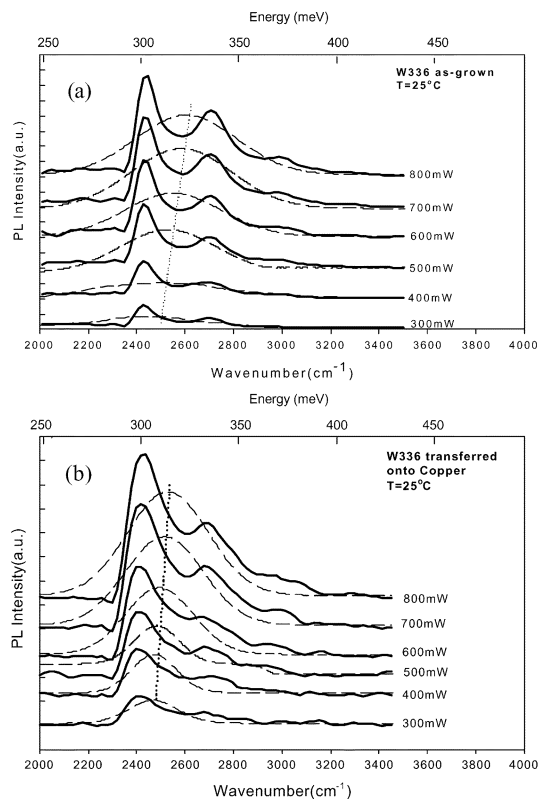 Energy (meV)
250 300 350 400 450
(a)
W336 as-grown
T=25°C
PL Intensity(a.u.)
800mW
700mW
600mW
500mW
400mW
300mW
2000 2200 2400 2600 2800 3000 3200 3400 3600 3800 4000
Wavenumber(cm-1)
Energy (meV)
250 300 350 400 450
(b)
W336 transferred
onto Copper
T=25°C
PL Intensity(a.u.)
800mW
700mW
600mW
500mW
400mW
300mW
2000 2200 2400 2600 2800 3000 3200 3400 3600 3800 4000
Wavenumber(cm-1)